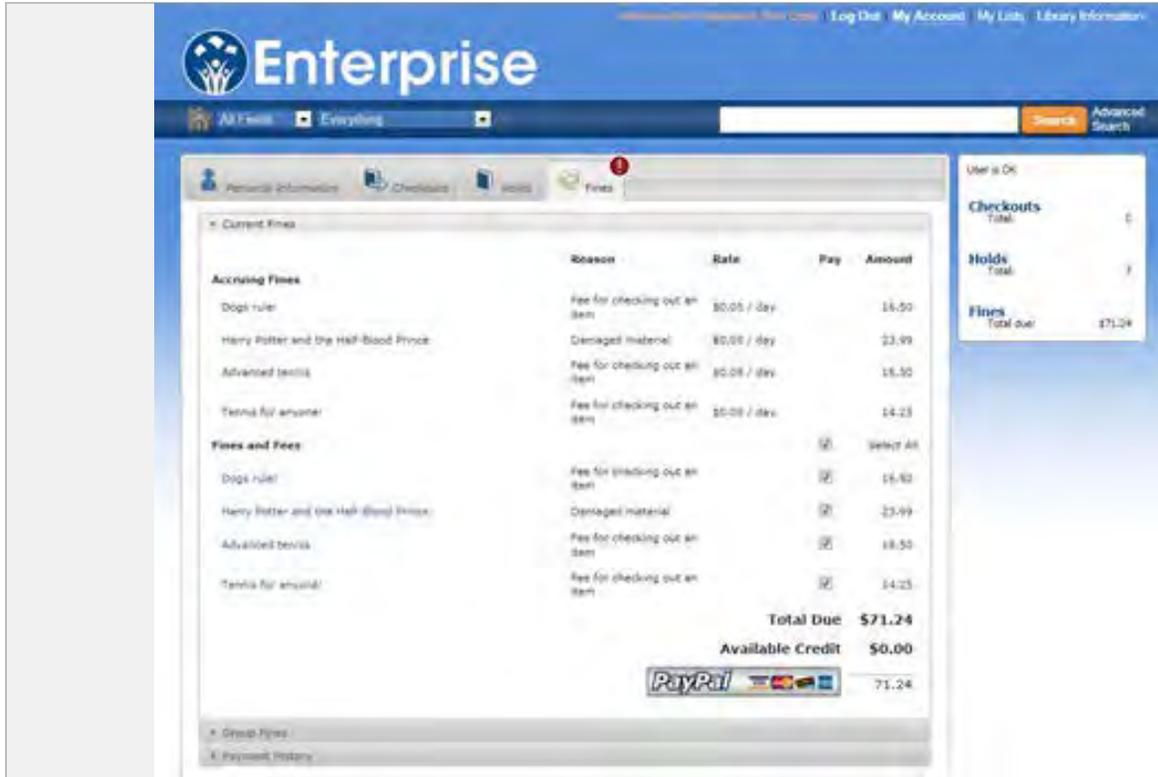 Log Out My Account My Lists Library Information
Enterprise
All Fields Everything Search Advanced Search
Personal Information Checkouts Holds Fines
User is OK
Checkouts
Total:
Holds
Total:
Fines
Total due: $71.24
Current Fines
Reason Rate Pay Amount
Accruing Fines
Dogs rule! Fee for checking out an item $0.05 / day 16.50
Harry Potter and the Half-Blood Prince Damaged material $0.05 / day 23.99
Advanced tennis Fee for checking out an item $0.05 / day 16.50
Tennis for anyone! Fee for checking out an item $0.05 / day 14.25
Fines and Fees Select All
Dogs rule! Fee for checking out an item 16.50
Harry Potter and the Half-Blood Prince Damaged material 23.99
Advanced tennis Fee for checking out an item 16.50
Tennis for anyone! Fee for checking out an item 14.25
Total Due $71.24
Available Credit $0.00
PayPal 71.24
Group Fines
Payment History